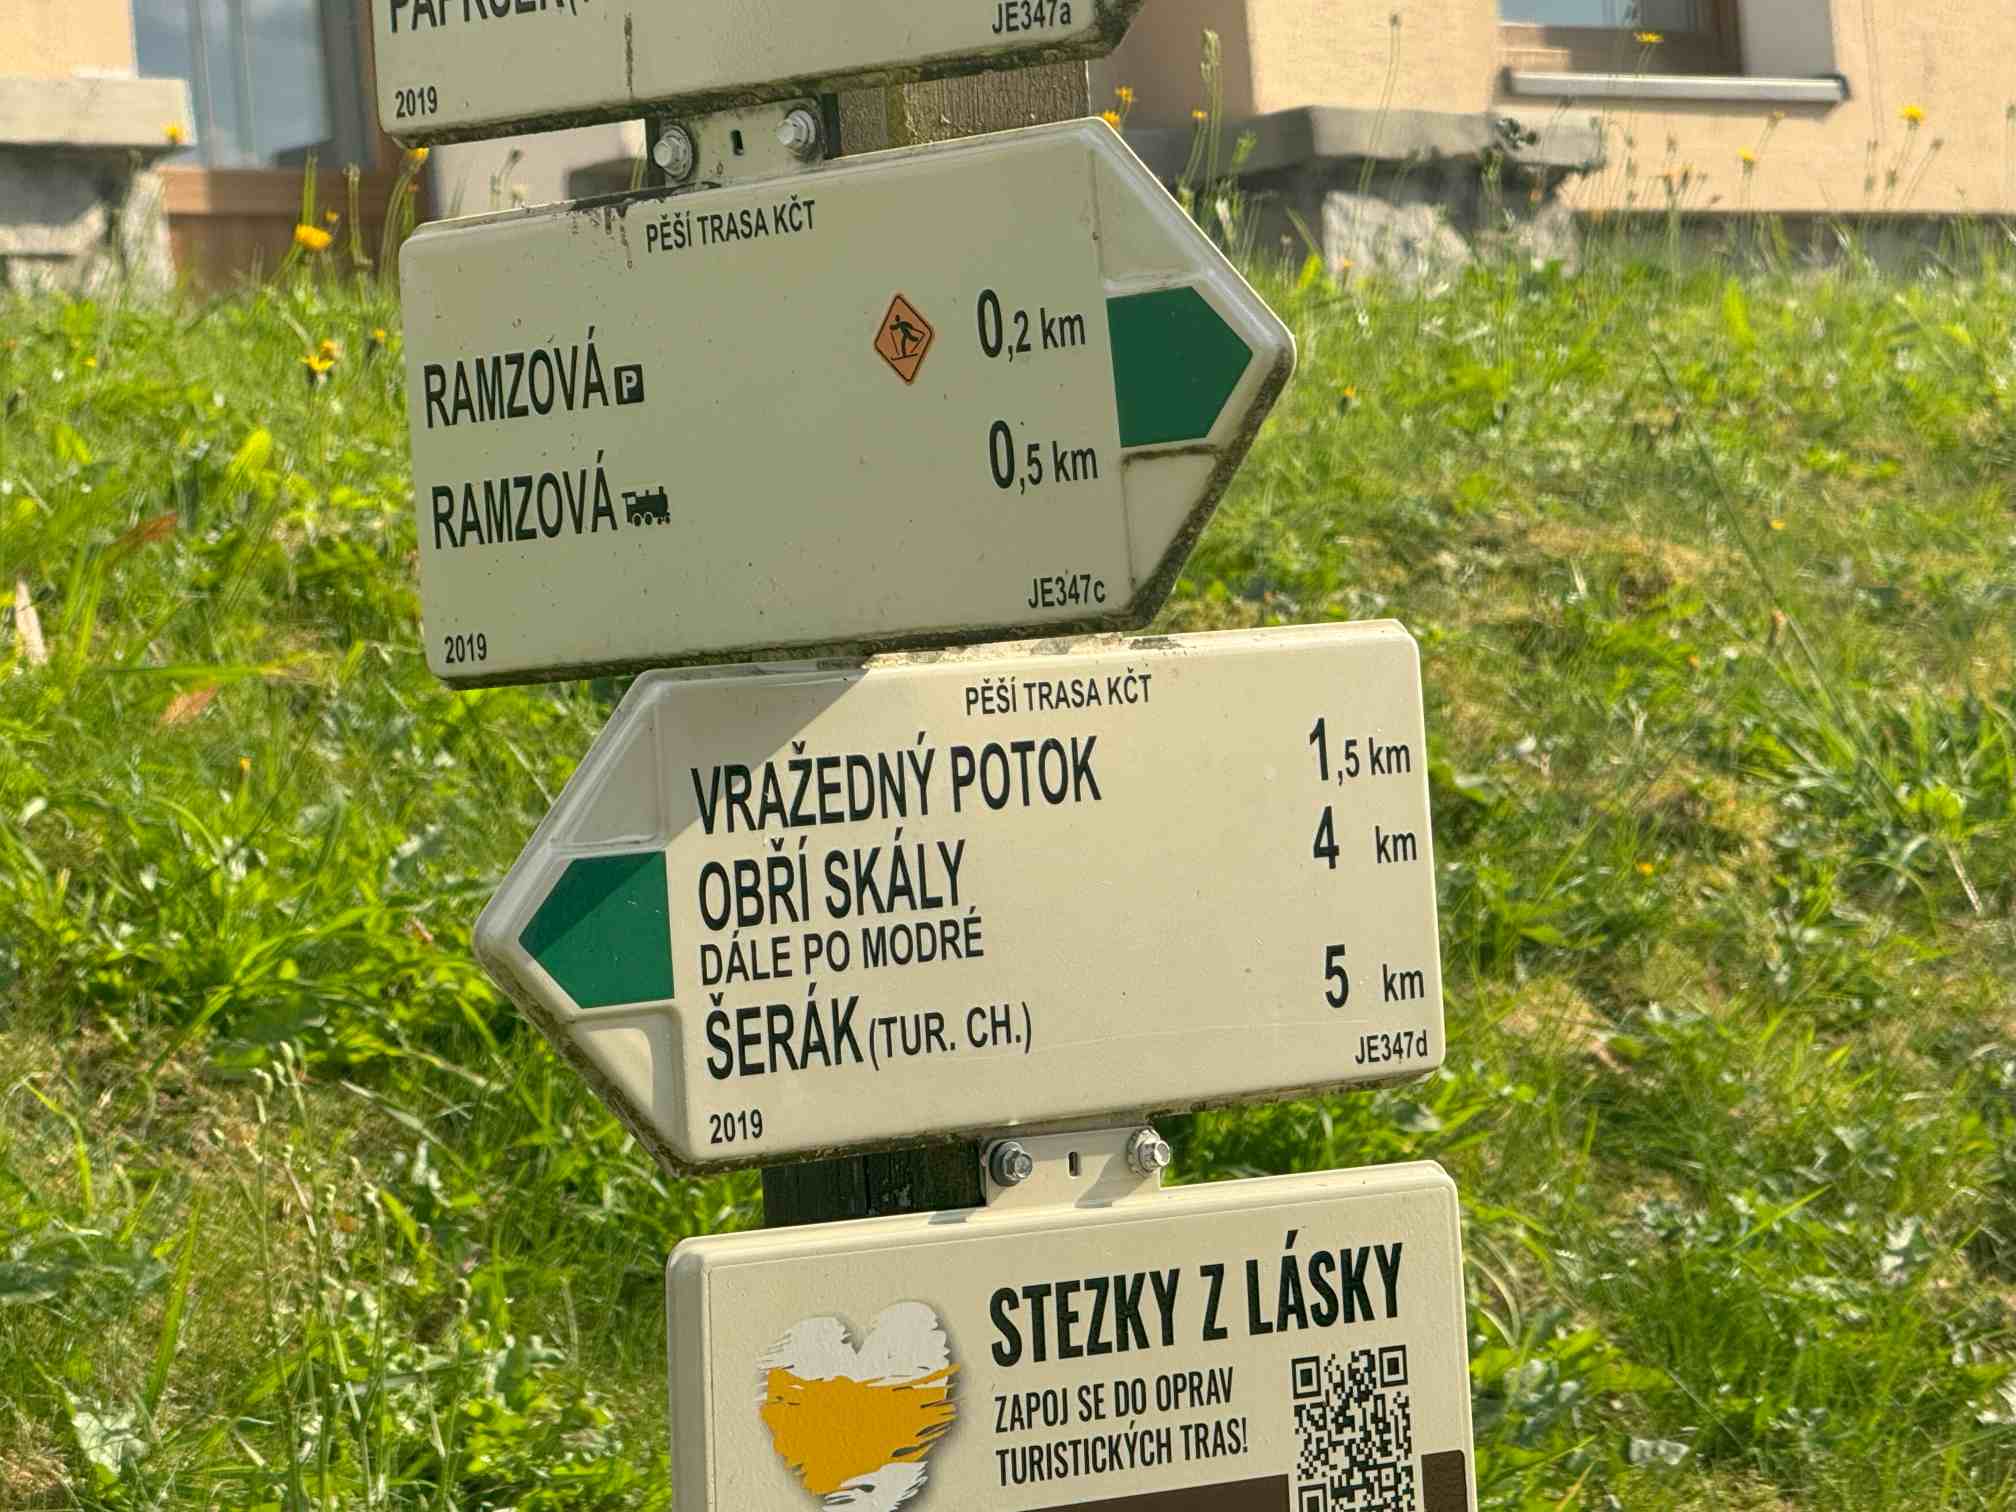 JE347a
2019
PĚŠÍ TRASA KČT
RAMZOVÁ P 0,2 km
RAMZOVÁ 0,5 km
JE347c
2019
PĚŠÍ TRASA KČT
VRAŽEDNÝ POTOK 1,5 km
OBŘÍ SKÁLY 4 km
DÁLE PO MODRÉ
ŠERÁK (TUR. CH.) 5 km
JE347d
2019
STEZKY Z LÁSKY
ZAPOJ SE DO OPRAV
TURISTICKÝCH TRAS!